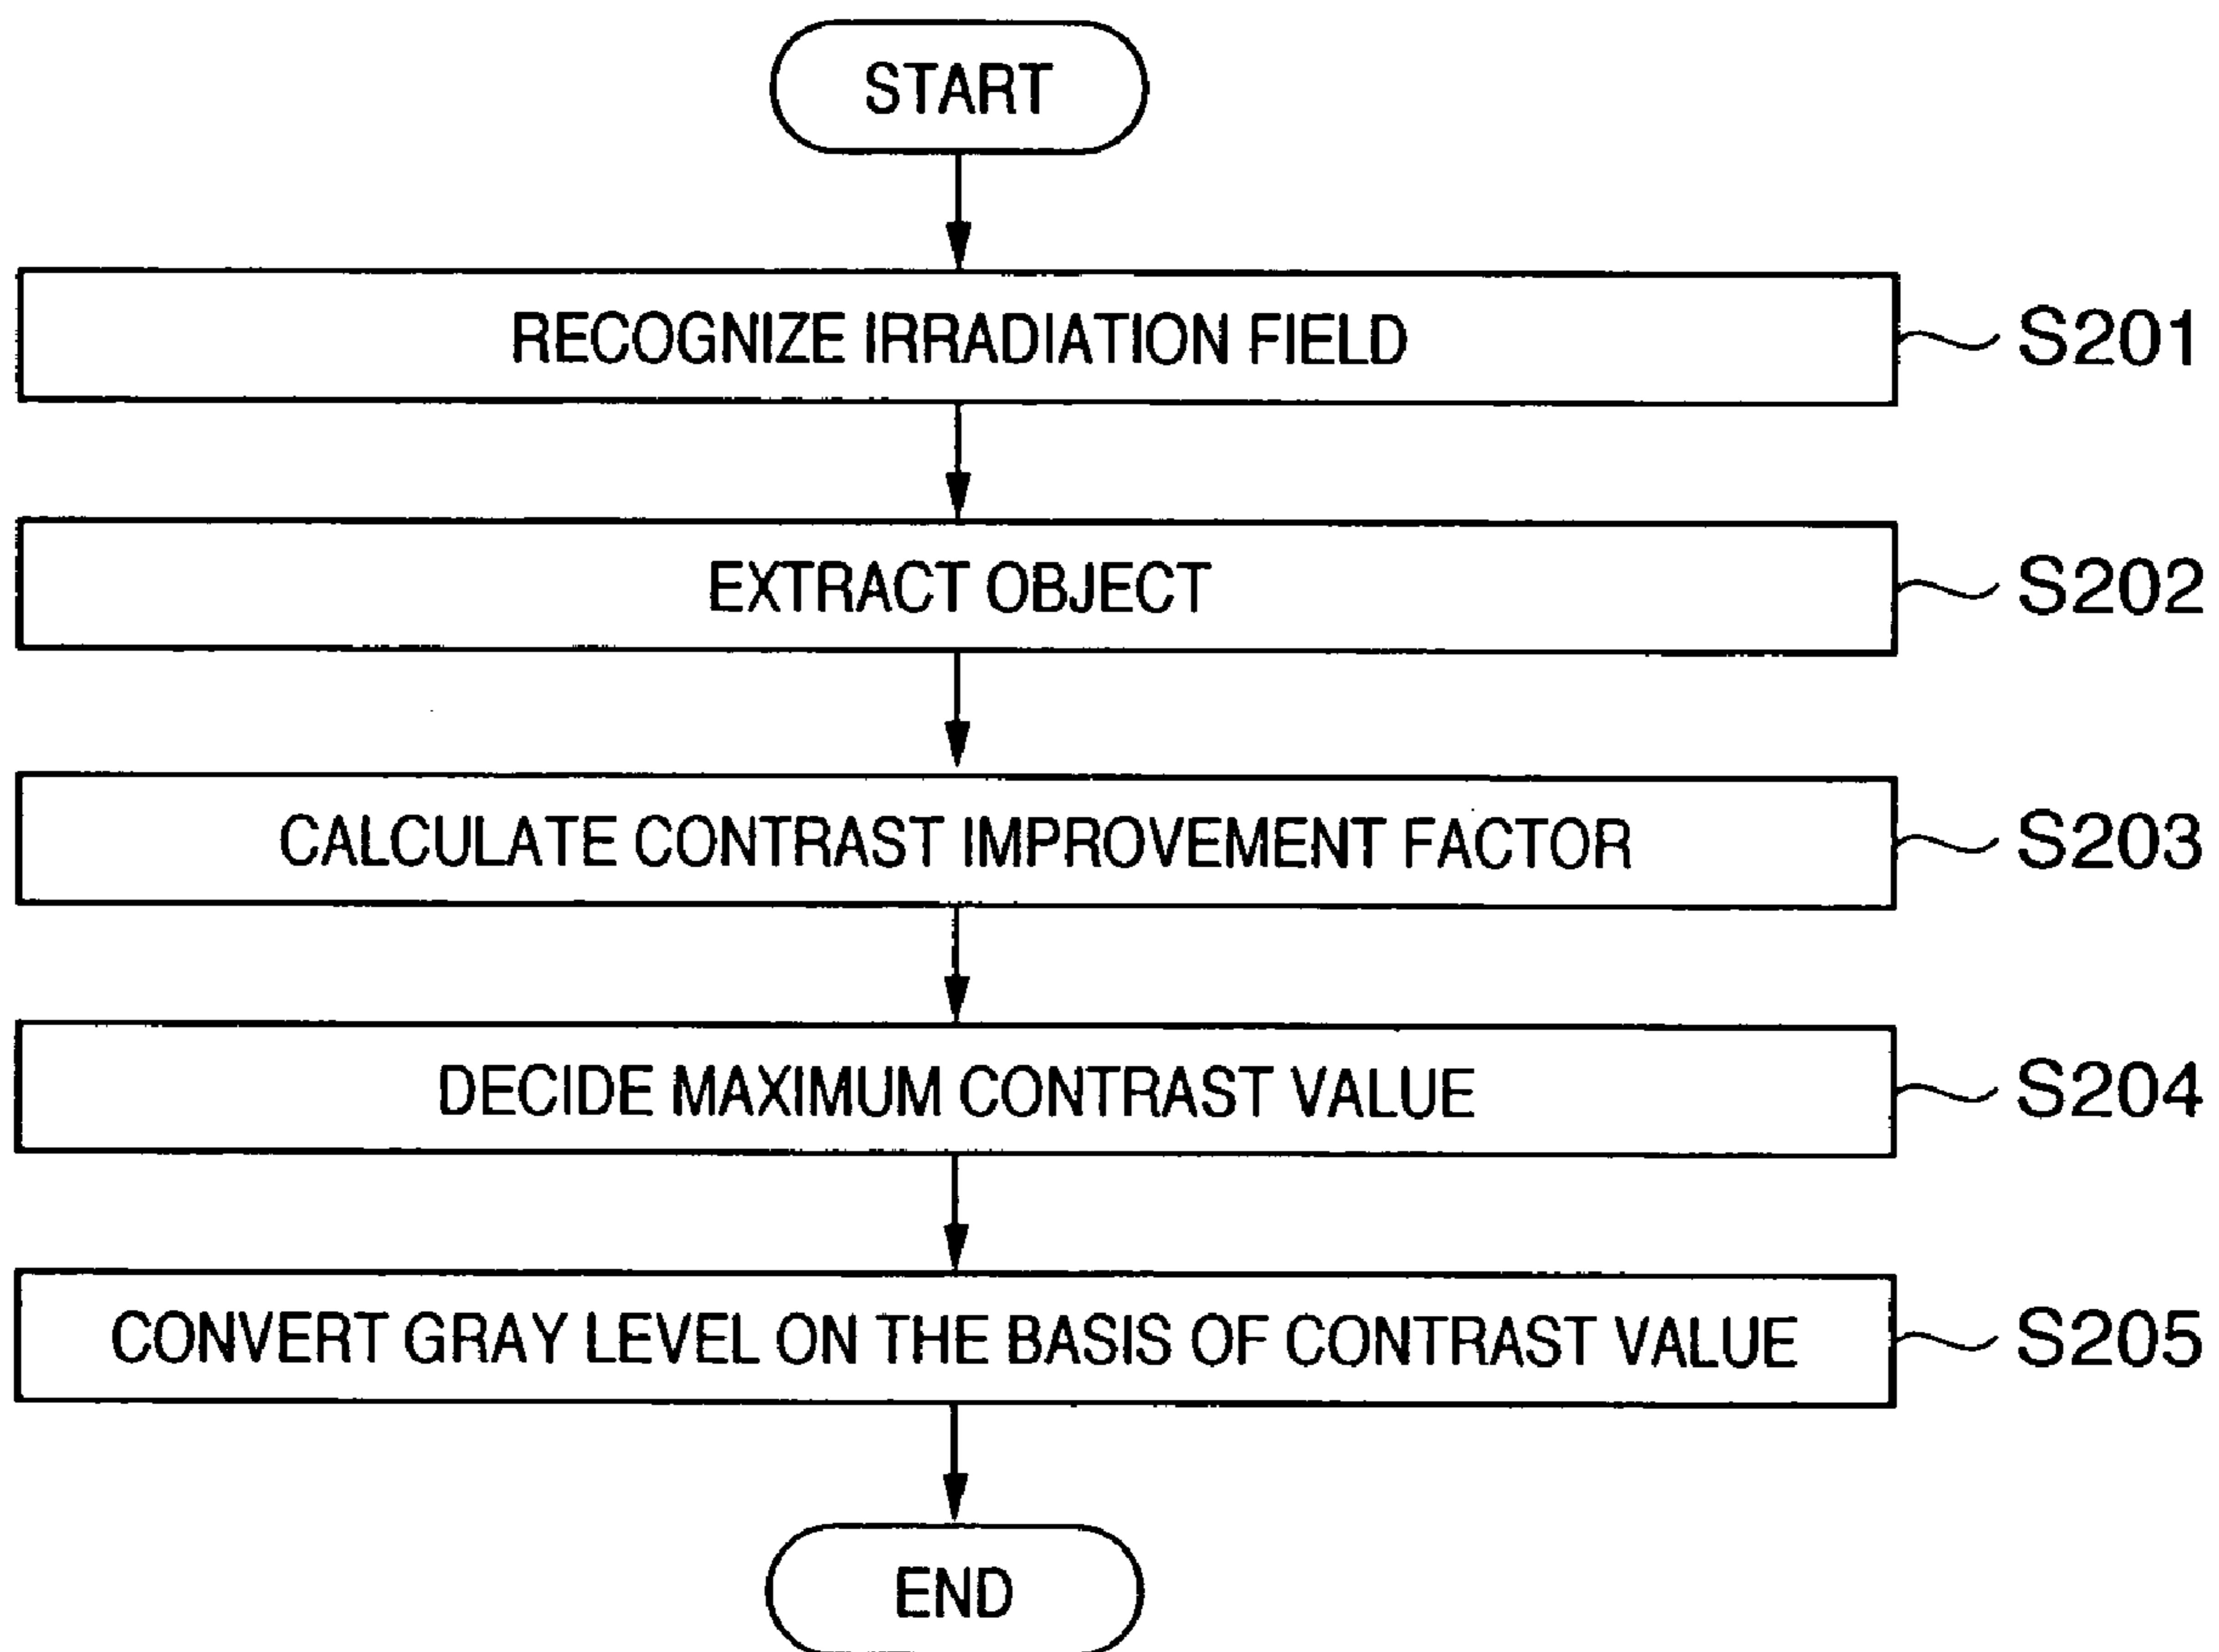 START
RECOGNIZE IRRADIATION FIELD
S201
EXTRACT OBJECT
S202
CALCULATE CONTRAST IMPROVEMENT FACTOR
S203
DECIDE MAXIMUM CONTRAST VALUE
S204
CONVERT GRAY LEVEL ON THE BASIS OF CONTRAST VALUE
S205
END